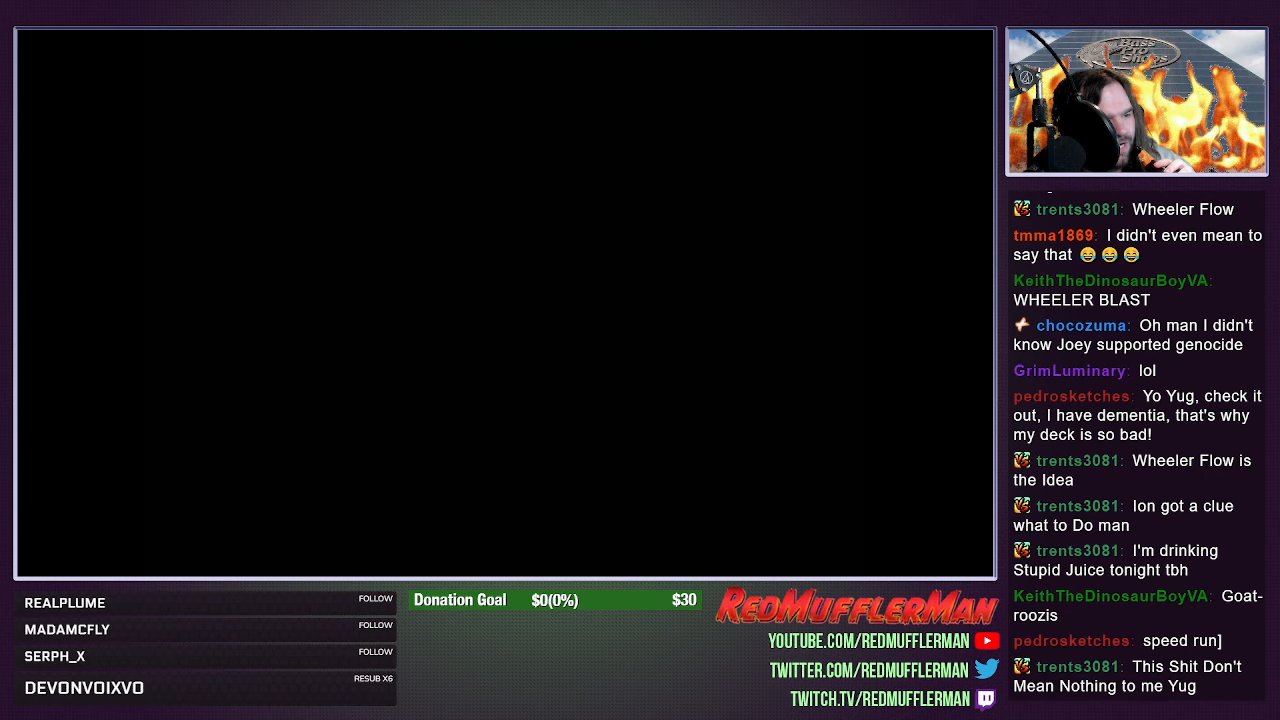 Bass
Pro
Shops
trents3081: Wheeler Flow
tmma1869: I didn't even mean to
say that 😂 😂 😂
KeithTheDinosaurBoyVA:
WHEELER BLAST
chocozuma: Oh man I didn't
know Joey supported genocide
GrimLuminary: lol
pedrosketches: Yo Yug, check it
out, I have dementia, that's why
my deck is so bad!
trents3081: Wheeler Flow is
the Idea
trents3081: Ion got a clue
what to Do man
trents3081: I'm drinking
Stupid Juice tonight tbh
KeithTheDinosaurBoyVA: Goat-
roozis
pedrosketches: speed run]
trents3081: This Shit Don't
Mean Nothing to me Yug
REALPLUME FOLLOW
MADAMCFLY FOLLOW
SERPH_X FOLLOW
DEVONVOIXVO RESUB X6
Donation Goal $0(0%) $30
REDMUFFLERMAN
YOUTUBE.COM/REDMUFFLERMAN
TWITTER.COM/REDMUFFLERMAN
TWITCH.TV/REDMUFFLERMAN